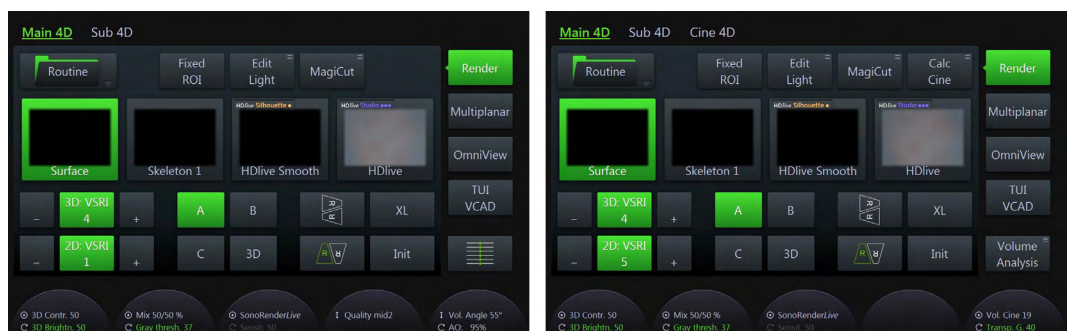 Main 4D Sub 4D
Routine
Fixed ROI
Edit Light
MagiCut
Render
HDlive Silhouette
HDlive Studio
Surface
Skeleton 1
HDlive Smooth
HDlive
Multiplanar
OmniView
TUI VCAD
- 3D: VSRI 4 +
A B
R R
XL
- 2D: VSRI 1 +
C 3D
R R
Init
3D Contr. 50
C 3D Brightn. 50
Mix 50/50 %
C Gray thresh. 37
SonoRenderLive
C Sensit. 50
I Quality mid2
I Vol. Angle 55°
C AO: 95%
Main 4D Sub 4D Cine 4D
Routine
Fixed ROI
Edit Light
MagiCut
Calc Cine
Render
HDlive Silhouette
HDlive Studio
Surface
Skeleton 1
HDlive Smooth
HDlive
Multiplanar
OmniView
TUI VCAD
- 3D: VSRI 4 +
A B
R R
XL
- 2D: VSRI 5 +
C 3D
R R
Init
Volume Analysis
3D Contr. 50
C 3D Brightn. 50
Mix 50/50 %
C Gray thresh. 37
SonoRenderLive
C Sensit. 50
Vol. Cine 19
C Transp. G. 40